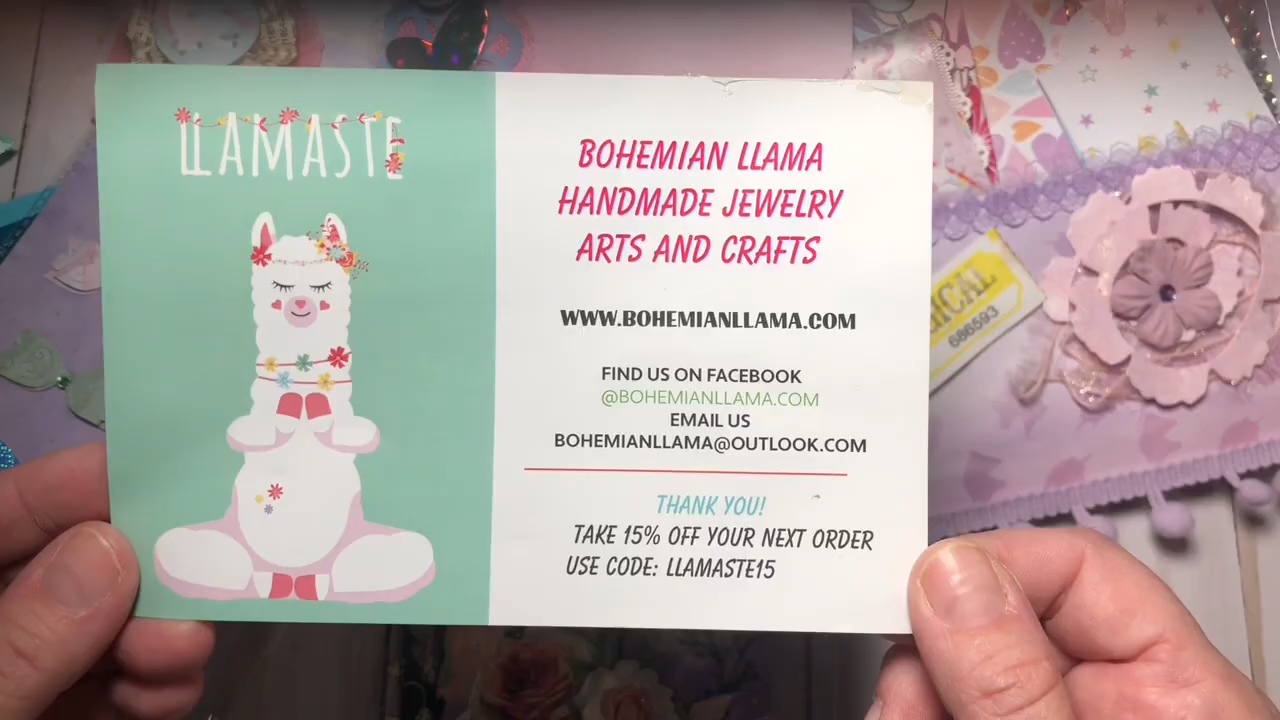 LLAMASTE
BOHEMIAN LLAMA
HANDMADE JEWELRY
ARTS AND CRAFTS
WWW.BOHEMIANLLAMA.COM
FIND US ON FACEBOOK
@BOHEMIANLLAMA.COM
EMAIL US
BOHEMIANLLAMA@OUTLOOK.COM
THANK YOU!
TAKE 15% OFF YOUR NEXT ORDER
USE CODE: LLAMASTE15
686593